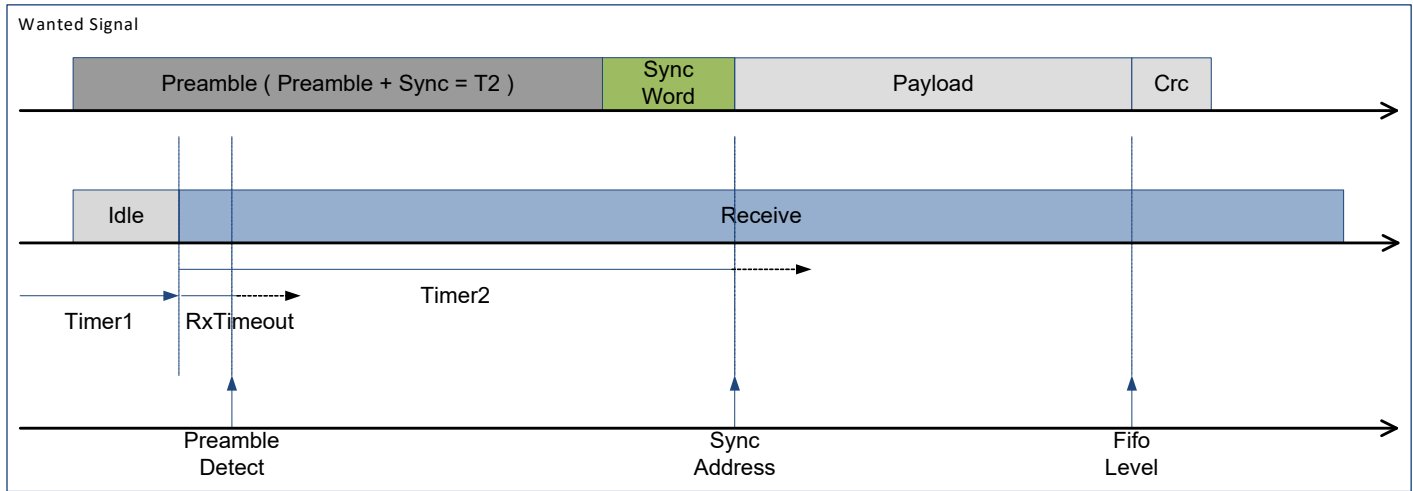 Wanted Signal
Preamble ( Preamble + Sync = T2 )
Sync
Word
Payload
Crc
Idle
Receive
Timer2
Timer1
RxTimeout
Preamble
Detect
Sync
Address
Fifo
Level